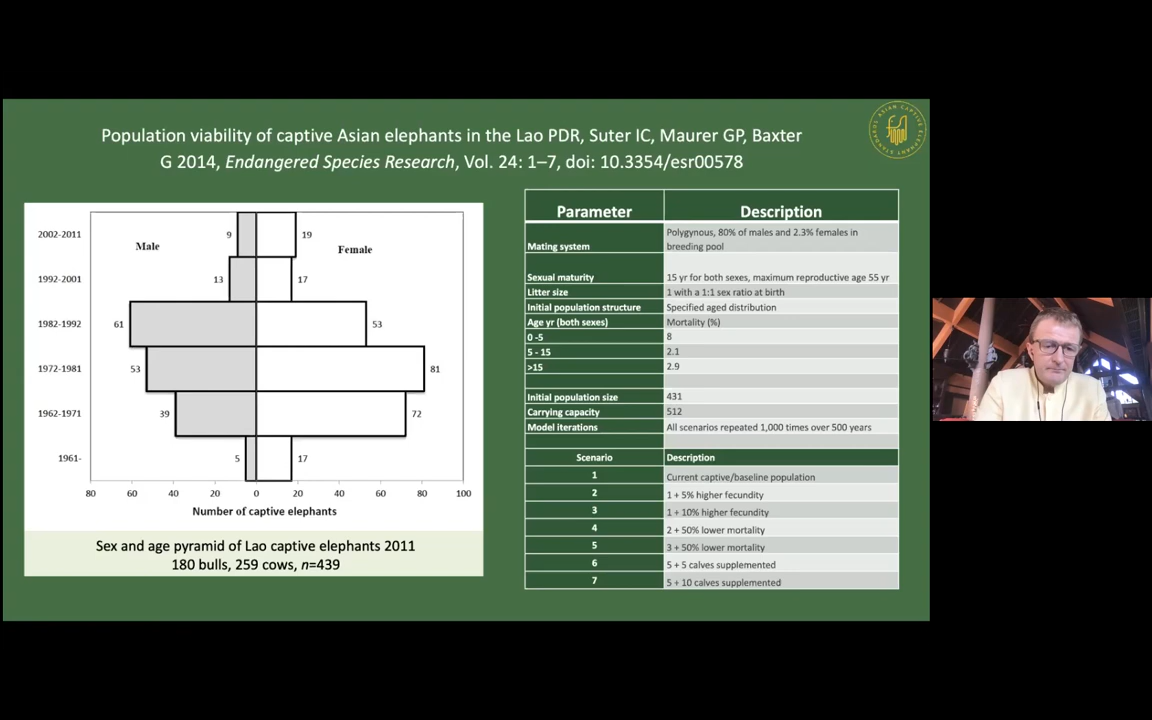 Population viability of captive Asian elephants in the Lao PDR, Suter IC, Maurer GP, Baxter
G 2014, Endangered Species Research, Vol. 24: 1–7, doi: 10.3354/esr00578
2002-2011 9 19
Male Female
1992-2001 13 17
1982-1992 61 53
1972-1981 53 81
1962-1971 39 72
1961- 5 17
80 60 40 20 0 20 40 60 80 100
Number of captive elephants
Sex and age pyramid of Lao captive elephants 2011
180 bulls, 259 cows, n=439
Parameter Description
Mating system Polygynous, 80% of males and 2.3% females in
breeding pool
Sexual maturity 15 yr for both sexes, maximum reproductive age 55 yr
Litter size 1 with a 1:1 sex ratio at birth
Initial population structure Specified aged distribution
Age yr (both sexes) Mortality (%)
0 -5 8
5 - 15 2.1
>15 2.9
Initial population size 431
Carrying capacity 512
Model iterations All scenarios repeated 1,000 times over 500 years
Scenario Description
1 Current captive/baseline population
2 1 + 5% higher fecundity
3 1 + 10% higher fecundity
4 2 + 50% lower mortality
5 3 + 50% lower mortality
6 5 + 5 calves supplemented
7 5 + 10 calves supplemented